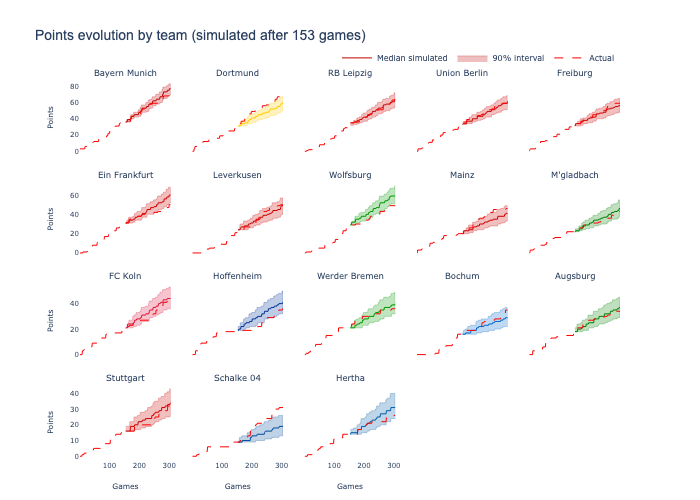 Points evolution by team (simulated after 153 games)
Median simulated 90% interval Actual
Bayern Munich Dortmund RB Leipzig Union Berlin Freiburg
80
60
40
20
0
Points
Ein Frankfurt Leverkusen Wolfsburg Mainz M'gladbach
60
40
20
0
Points
FC Koln Hoffenheim Werder Bremen Bochum Augsburg
40
20
0
Points
Stuttgart Schalke 04 Hertha
40
30
20
10
0
Points
100 200 300 100 200 300 100 200 300
Games Games Games